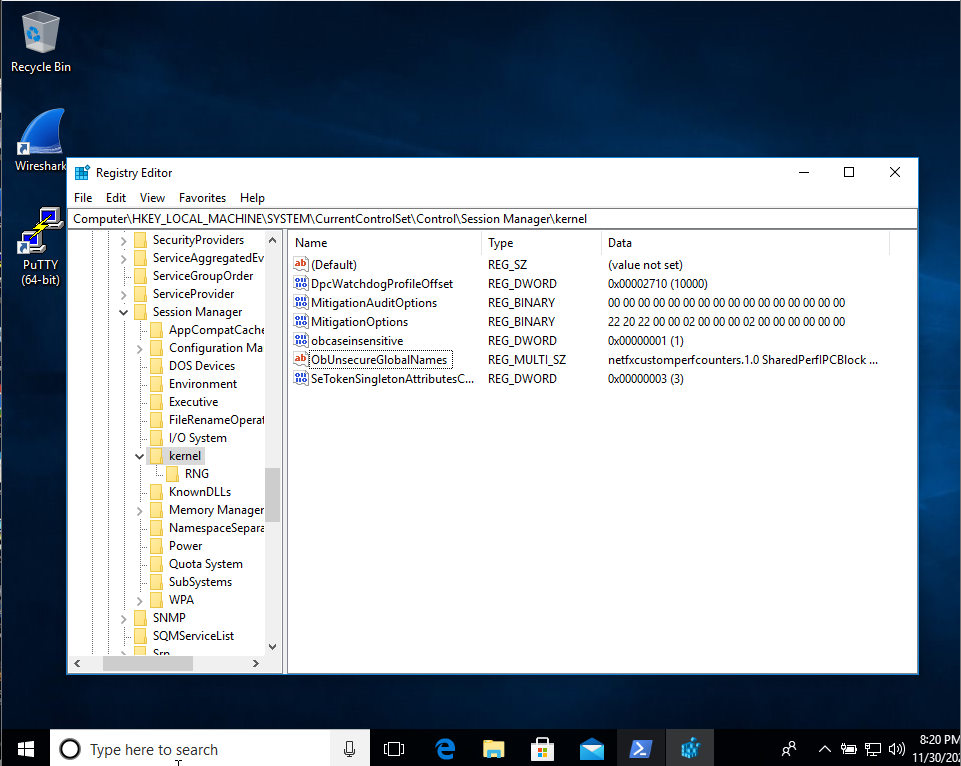 Recycle Bin
Wireshark
PuTTY
(64-bit)
Registry Editor
File Edit View Favorites Help
Computer\HKEY_LOCAL_MACHINE\SYSTEM\CurrentControlSet\Control\Session Manager\kernel
SecurityProviders
ServiceAggregatedEv
ServiceGroupOrder
ServiceProvider
Session Manager
AppCompatCache
Configuration Ma
DOS Devices
Environment
Executive
FileRenameOperat
I/O System
kernel
RNG
KnownDLLs
Memory Manager
NamespaceSepara
Power
Quota System
SubSystems
WPA
SNMP
SQMServiceList
Srp
Name Type Data
(Default) REG_SZ (value not set)
DpcWatchdogProfileOffset REG_DWORD 0x00002710 (10000)
MitigationAuditOptions REG_BINARY 00 00 00 00 00 00 00 00 00 00 00 00 00 00 00 00
MitigationOptions REG_BINARY 22 20 22 00 00 02 00 00 00 02 00 00 00 00 00 00
obcaseinsensitive REG_DWORD 0x00000001 (1)
ObUnsecureGlobalNames REG_MULTI_SZ netfxcustomperfcounters.1.0 SharedPerfIPCBlock ...
SeTokenSingletonAttributesC... REG_DWORD 0x00000003 (3)
Type here to search
8:20 PM
11/30/202